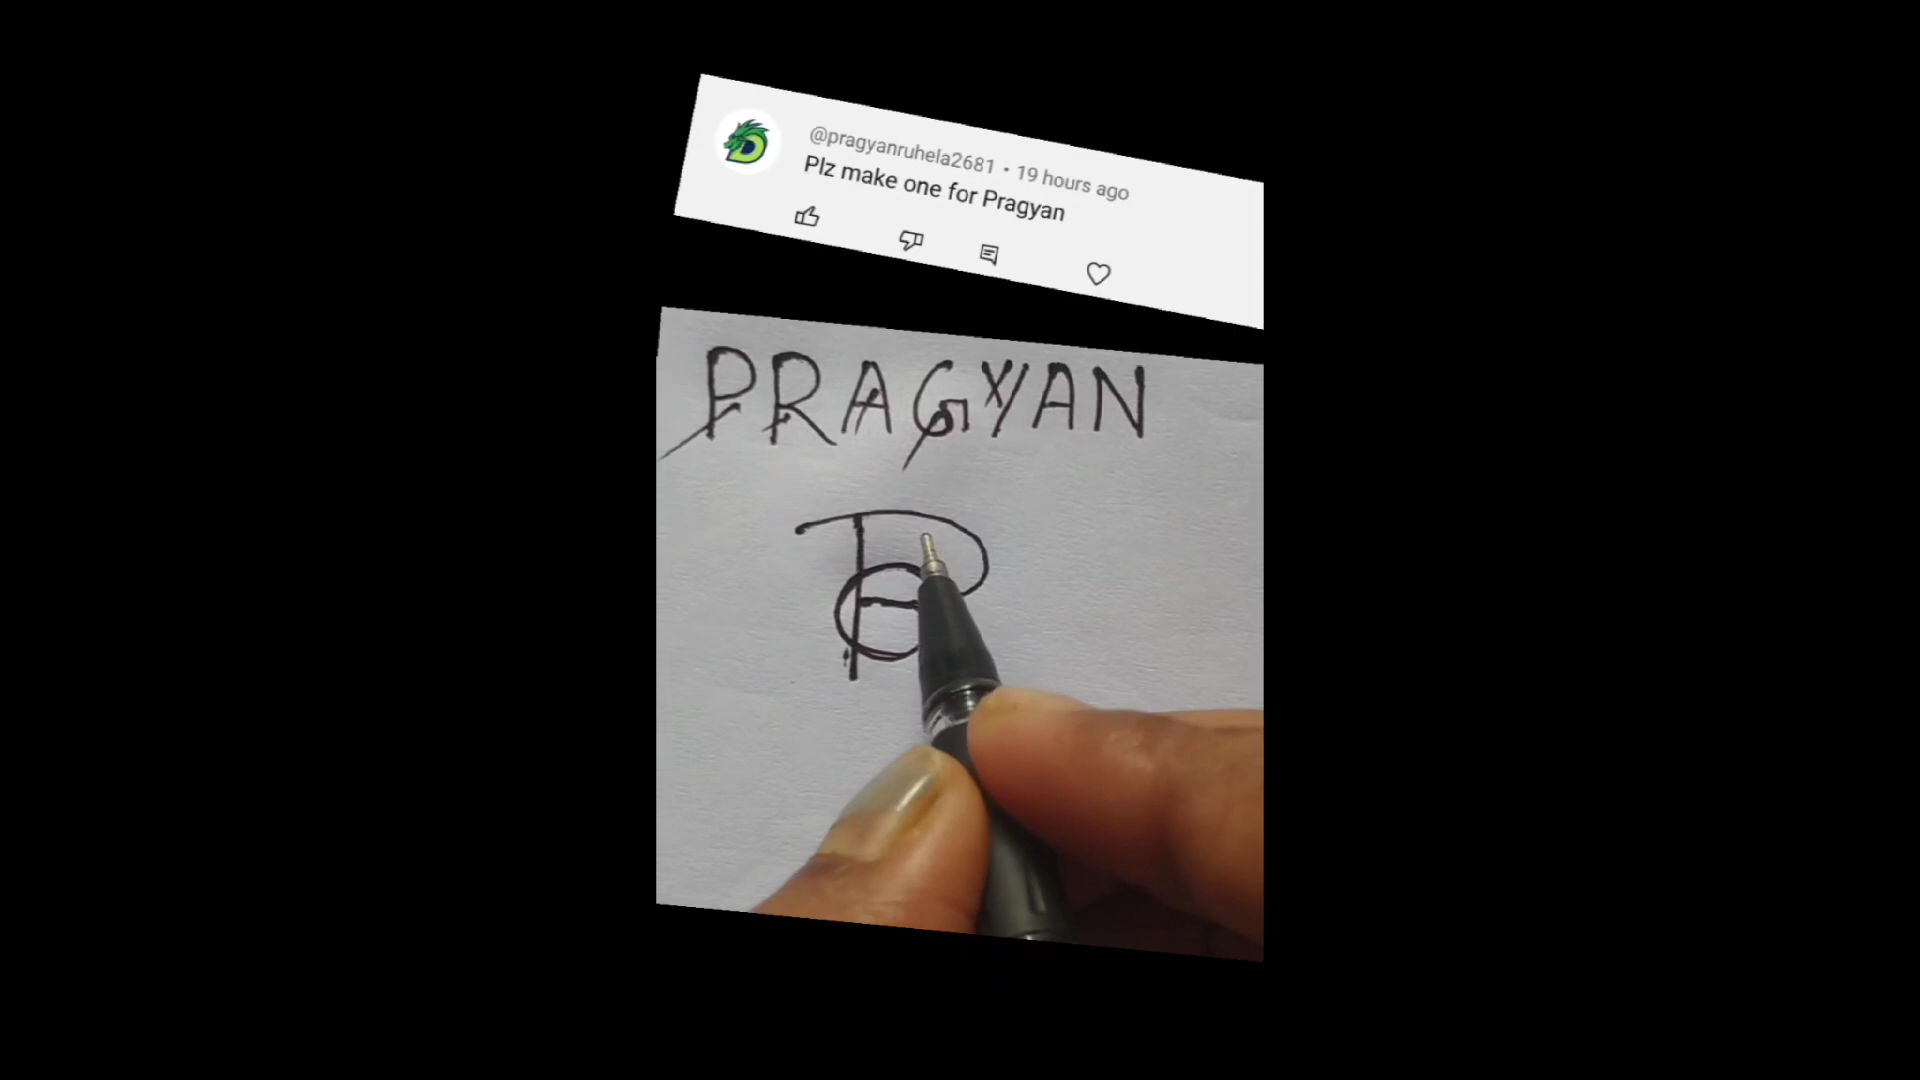 @pragyanruhela2681 • 19 hours ago
Plz make one for Pragyan
PRAGYAN
P